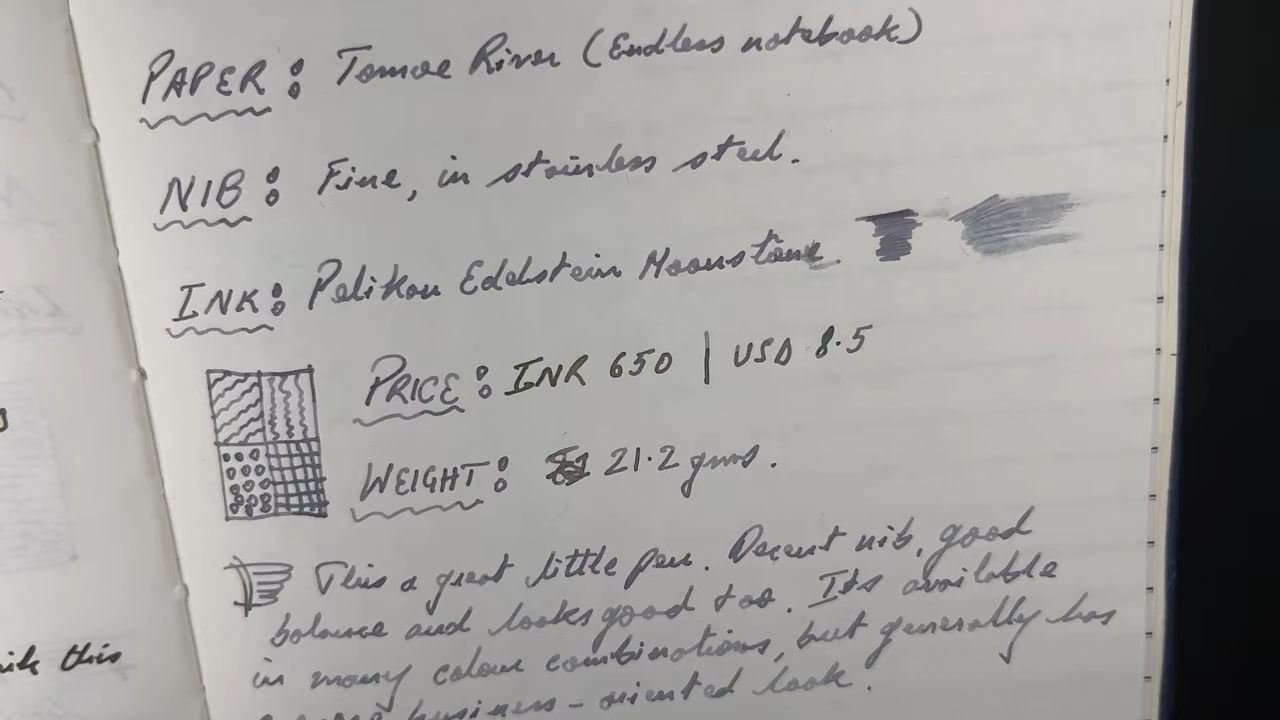 PAPER: Tomoe River (Endless notebook)
NIB: Fine, in stainless steel.
INK: Pelikan Edelstein Moonstone.
PRICE: INR 650 | USD 8.5
WEIGHT: 21.2 gms.
This a great little pen. Decent nib, good
balance and looks good too. Its available
in many colour combinations, but generally has
business-oriented look.
this